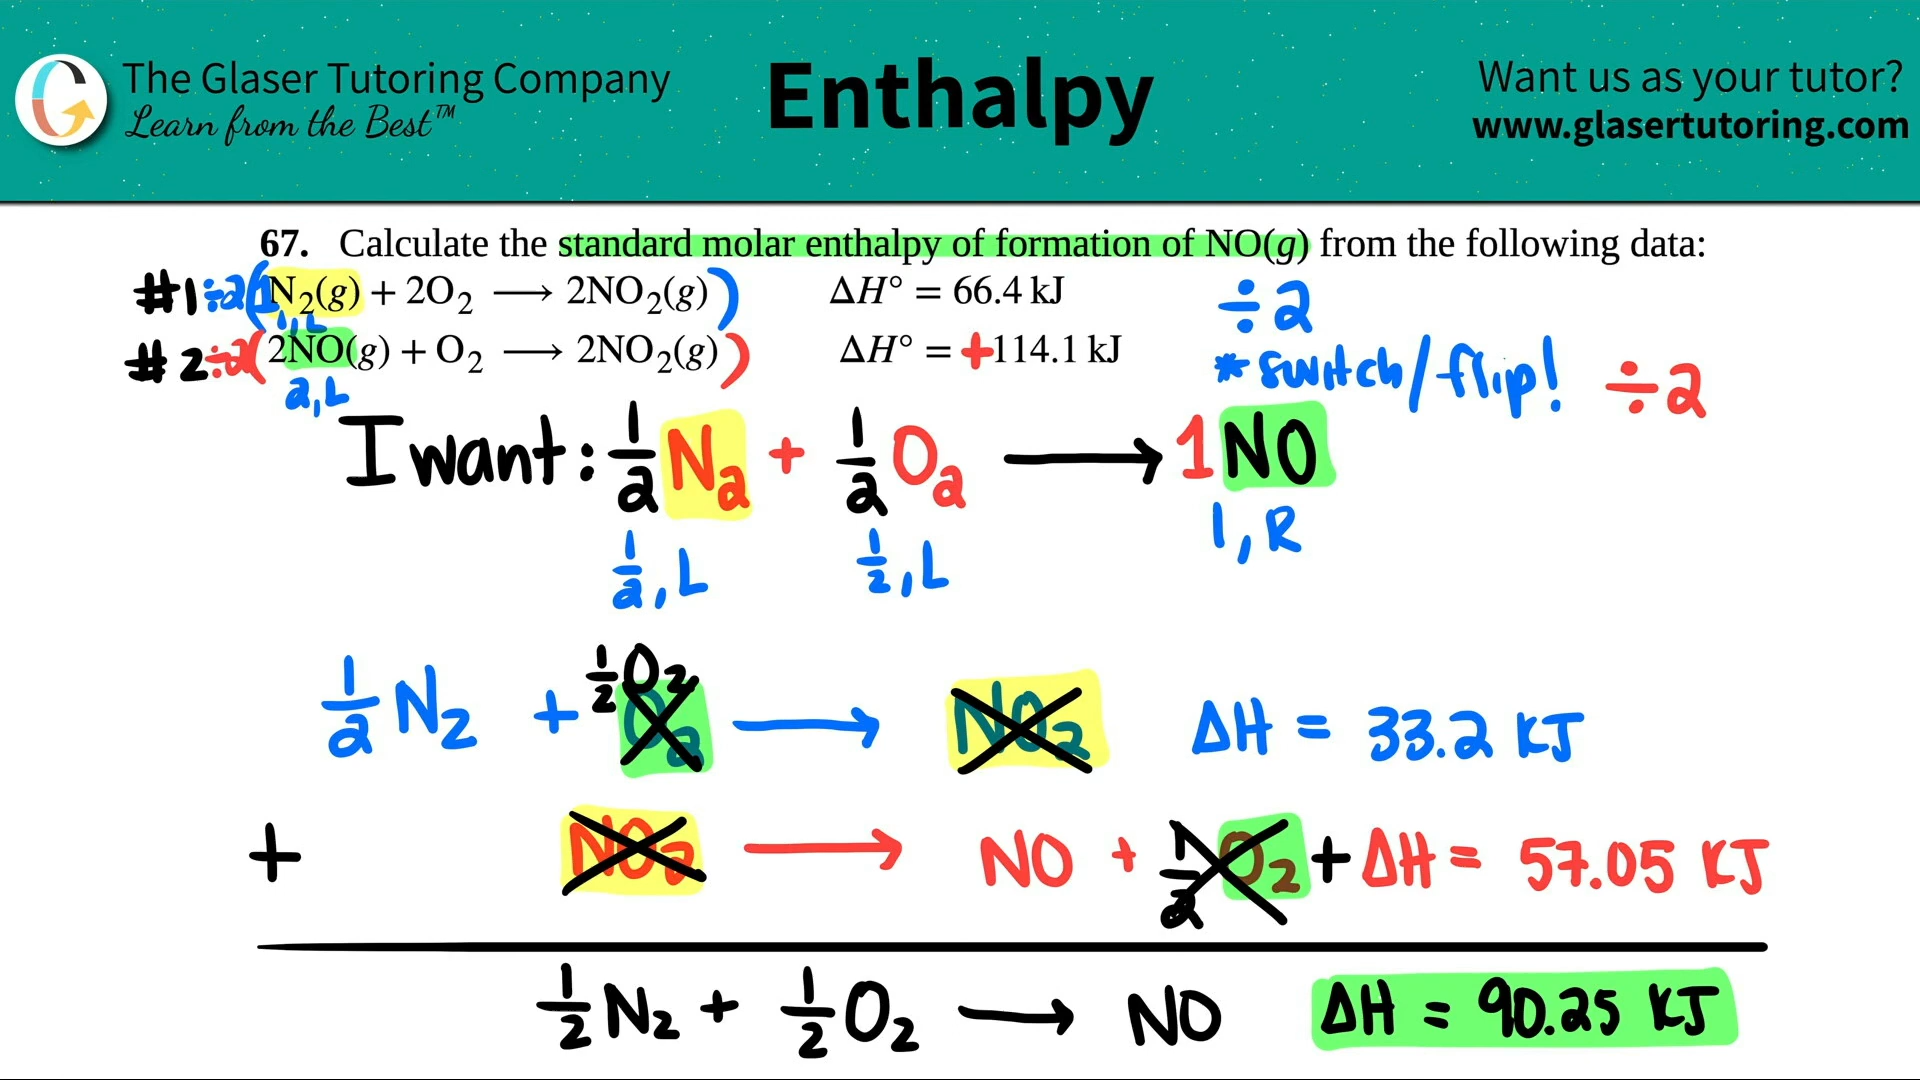 The Glaser Tutoring Company
Learn from the Best™
Enthalpy
Want us as your tutor?
www.glasertutoring.com
67. Calculate the standard molar enthalpy of formation of NO(g) from the following data:
#1 ÷2 (1 N₂(g) + 2O₂ ⟶ 2NO₂(g)) ΔH° = 66.4 kJ ÷2
1, L
#2 ÷2 (2NO(g) + O₂ ⟶ 2NO₂(g)) ΔH° = +114.1 kJ *switch/flip! ÷2
2, L
I want: 1/2 N₂ + 1/2 O₂ ⟶ 1 NO
1/2, L 1/2, L 1, R
1/2 O₂
1/2 N₂ + O₂ ⟶ NO₂ ΔH = 33.2 KJ
+ NO₂ ⟶ NO + 1/2 O₂ + ΔH = 57.05 KJ
1/2 N₂ + 1/2 O₂ ⟶ NO ΔH = 90.25 KJ